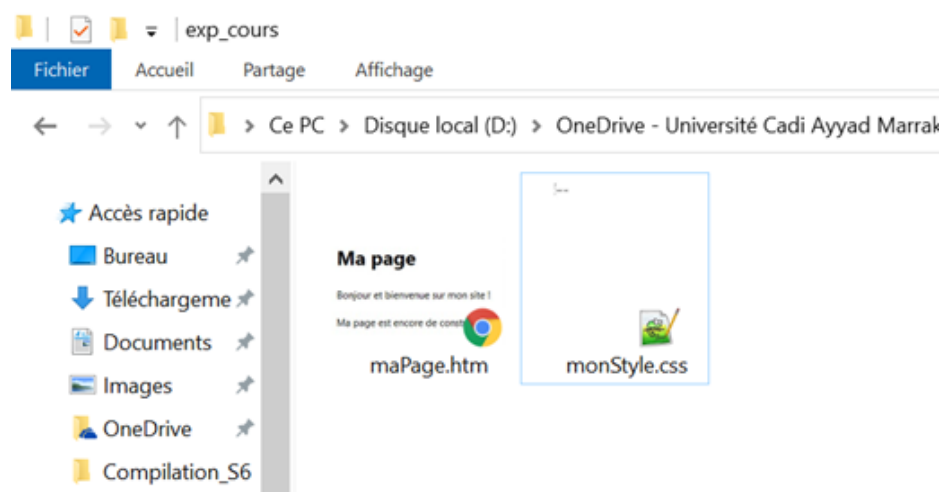 exp_cours
Fichier Accueil Partage Affichage
Ce PC > Disque local (D:) > OneDrive - Université Cadi Ayyad Marrak
Accès rapide
Bureau
Téléchargeme
Documents
Images
OneDrive
Compilation_S6
Ma page
Bonjour et bienvenue sur mon site !
Ma page est encore de const
maPage.htm
monStyle.css